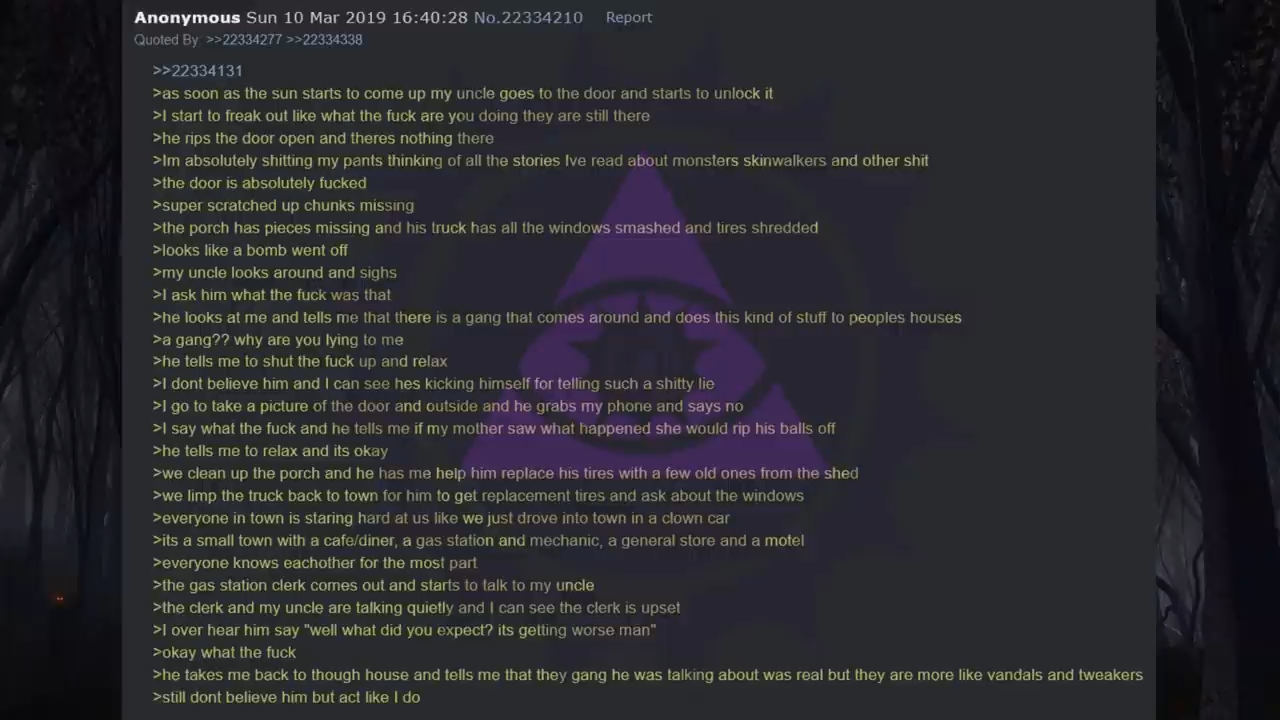 Anonymous Sun 10 Mar 2019 16:40:28 No.22334210 Report
Quoted By: >>22334277 >>22334338
>>22334131
>as soon as the sun starts to come up my uncle goes to the door and starts to unlock it
>I start to freak out like what the fuck are you doing they are still there
>he rips the door open and theres nothing there
>Im absolutely shitting my pants thinking of all the stories Ive read about monsters skinwalkers and other shit
>the door is absolutely fucked
>super scratched up chunks missing
>the porch has pieces missing and his truck has all the windows smashed and tires shredded
>looks like a bomb went off
>my uncle looks around and sighs
>I ask him what the fuck was that
>he looks at me and tells me that there is a gang that comes around and does this kind of stuff to peoples houses
>a gang?? why are you lying to me
>he tells me to shut the fuck up and relax
>I dont believe him and I can see hes kicking himself for telling such a shitty lie
>I go to take a picture of the door and outside and he grabs my phone and says no
>I say what the fuck and he tells me if my mother saw what happened she would rip his balls off
>he tells me to relax and its okay
>we clean up the porch and he has me help him replace his tires with a few old ones from the shed
>we limp the truck back to town for him to get replacement tires and ask about the windows
>everyone in town is staring hard at us like we just drove into town in a clown car
>its a small town with a cafe/diner, a gas station and mechanic, a general store and a motel
>everyone knows eachother for the most part
>the gas station clerk comes out and starts to talk to my uncle
>the clerk and my uncle are talking quietly and I can see the clerk is upset
>I over hear him say "well what did you expect? its getting worse man"
>okay what the fuck
>he takes me back to though house and tells me that they gang he was talking about was real but they are more like vandals and tweakers
>still dont believe him but act like I do